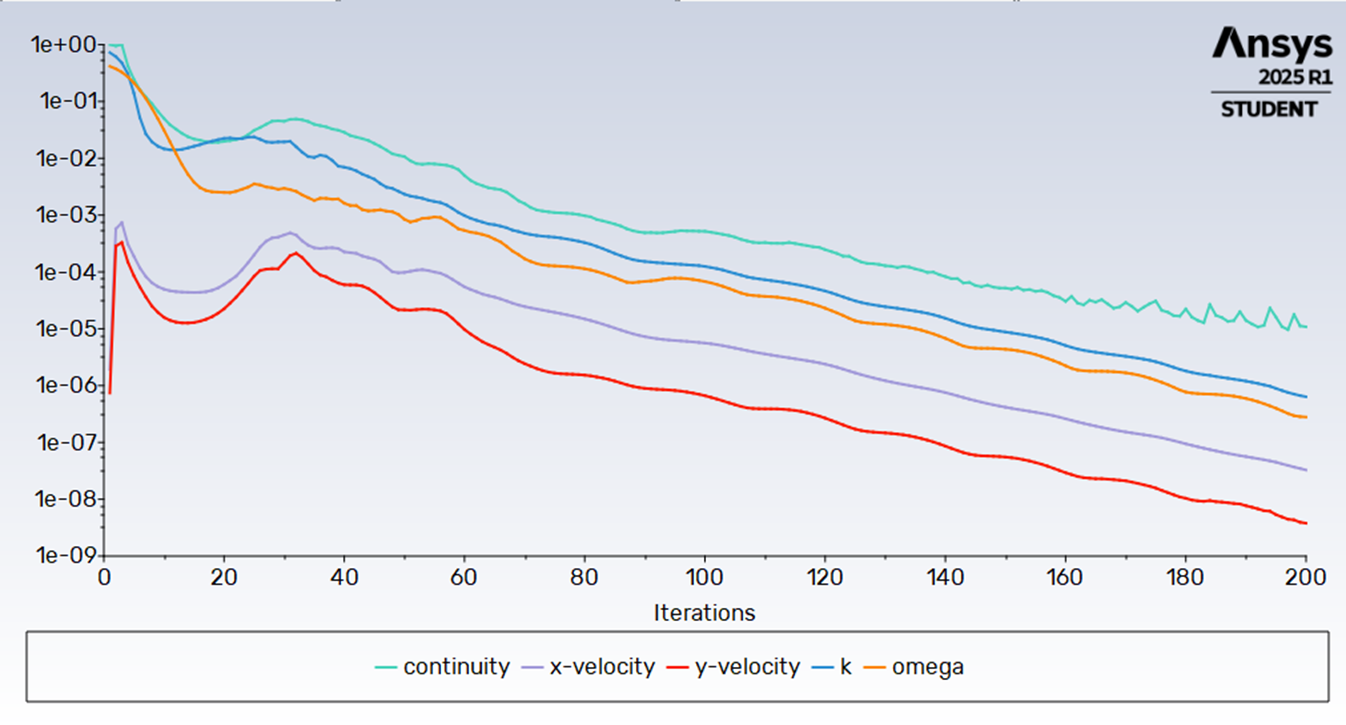 Ansys
2025 R1
STUDENT
1e+00
1e-01
1e-02
1e-03
1e-04
1e-05
1e-06
1e-07
1e-08
1e-09
0 20 40 60 80 100 120 140 160 180 200
Iterations
continuity x-velocity y-velocity k omega